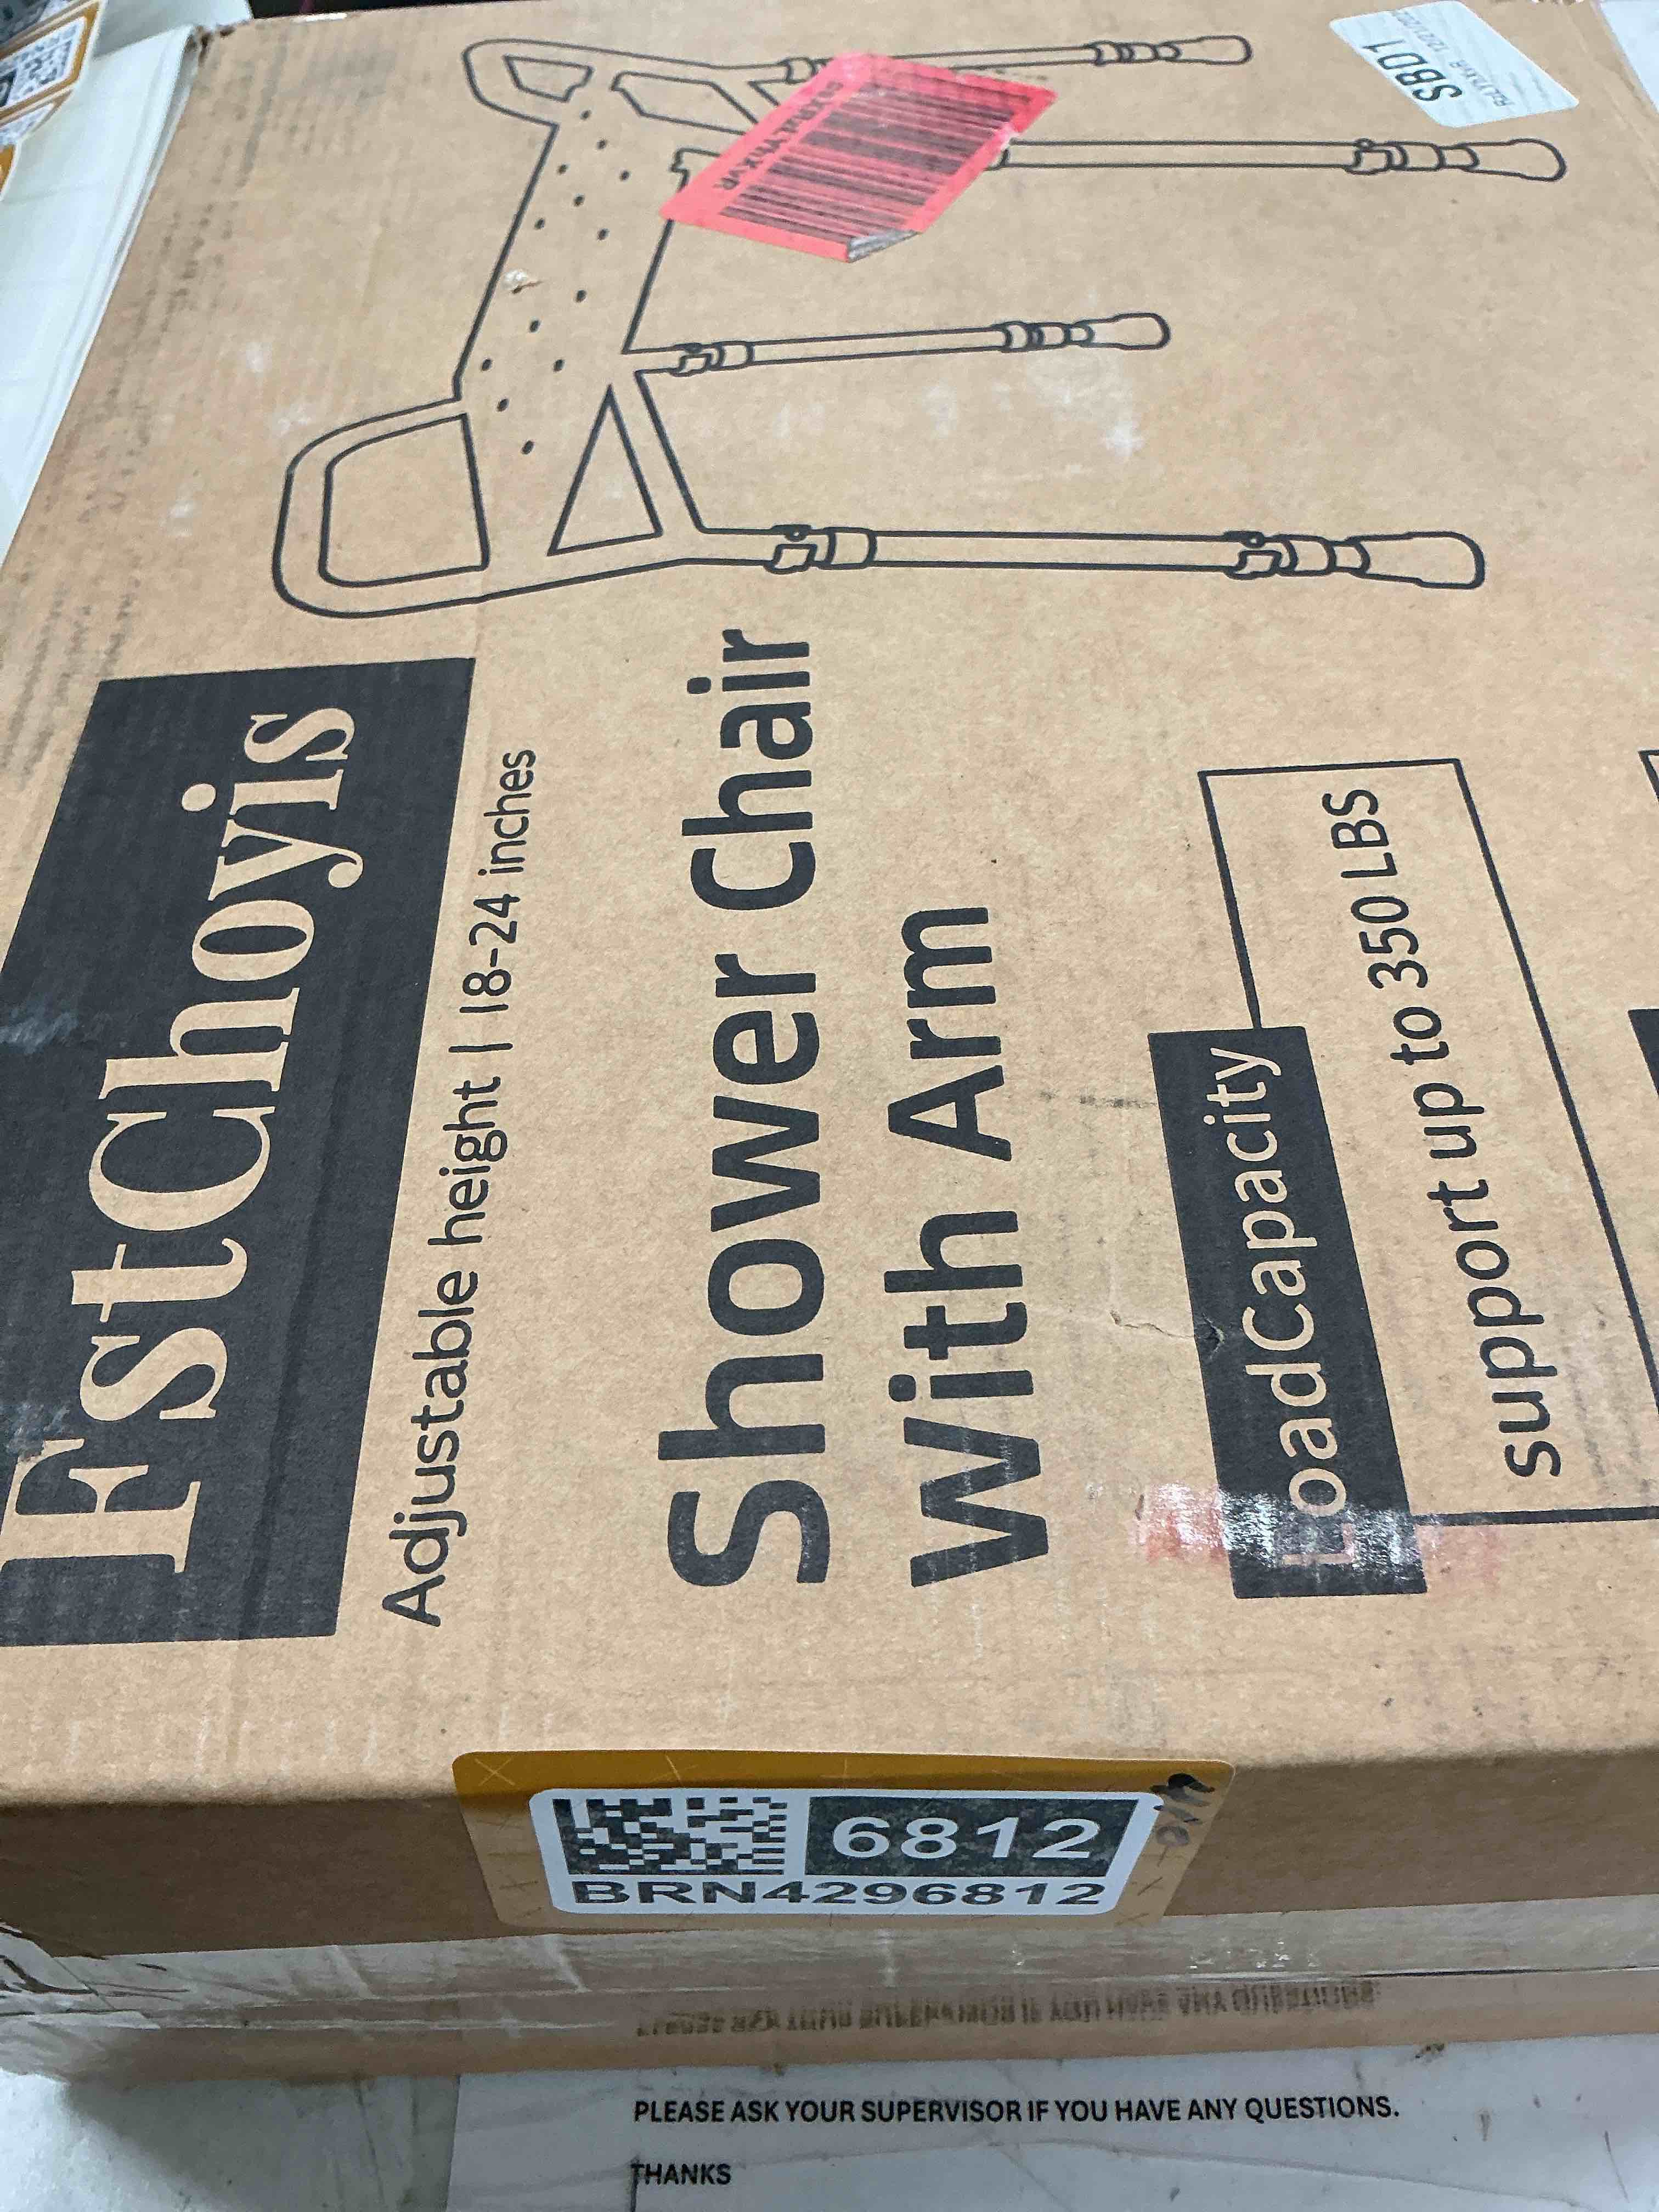 EstChoyis
Adjustable height | 18-24 inches
Shower Chair
With Arm
LoadCapacity
support up to 350 LBS
SBD1
6812
BRN4296812
PLEASE ASK YOUR SUPERVISOR IF YOU HAVE ANY QUESTIONS.
THANKS